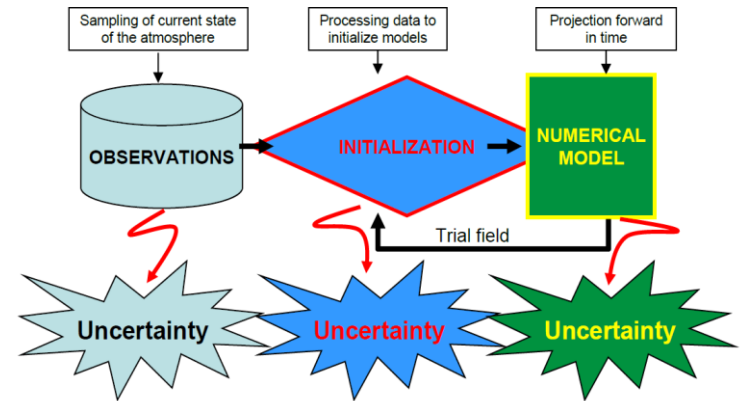 Sampling of current state
of the atmosphere
Processing data to
initialize models
Projection forward
in time
OBSERVATIONS
INITIALIZATION
NUMERICAL
MODEL
Trial field
Uncertainty
Uncertainty
Uncertainty